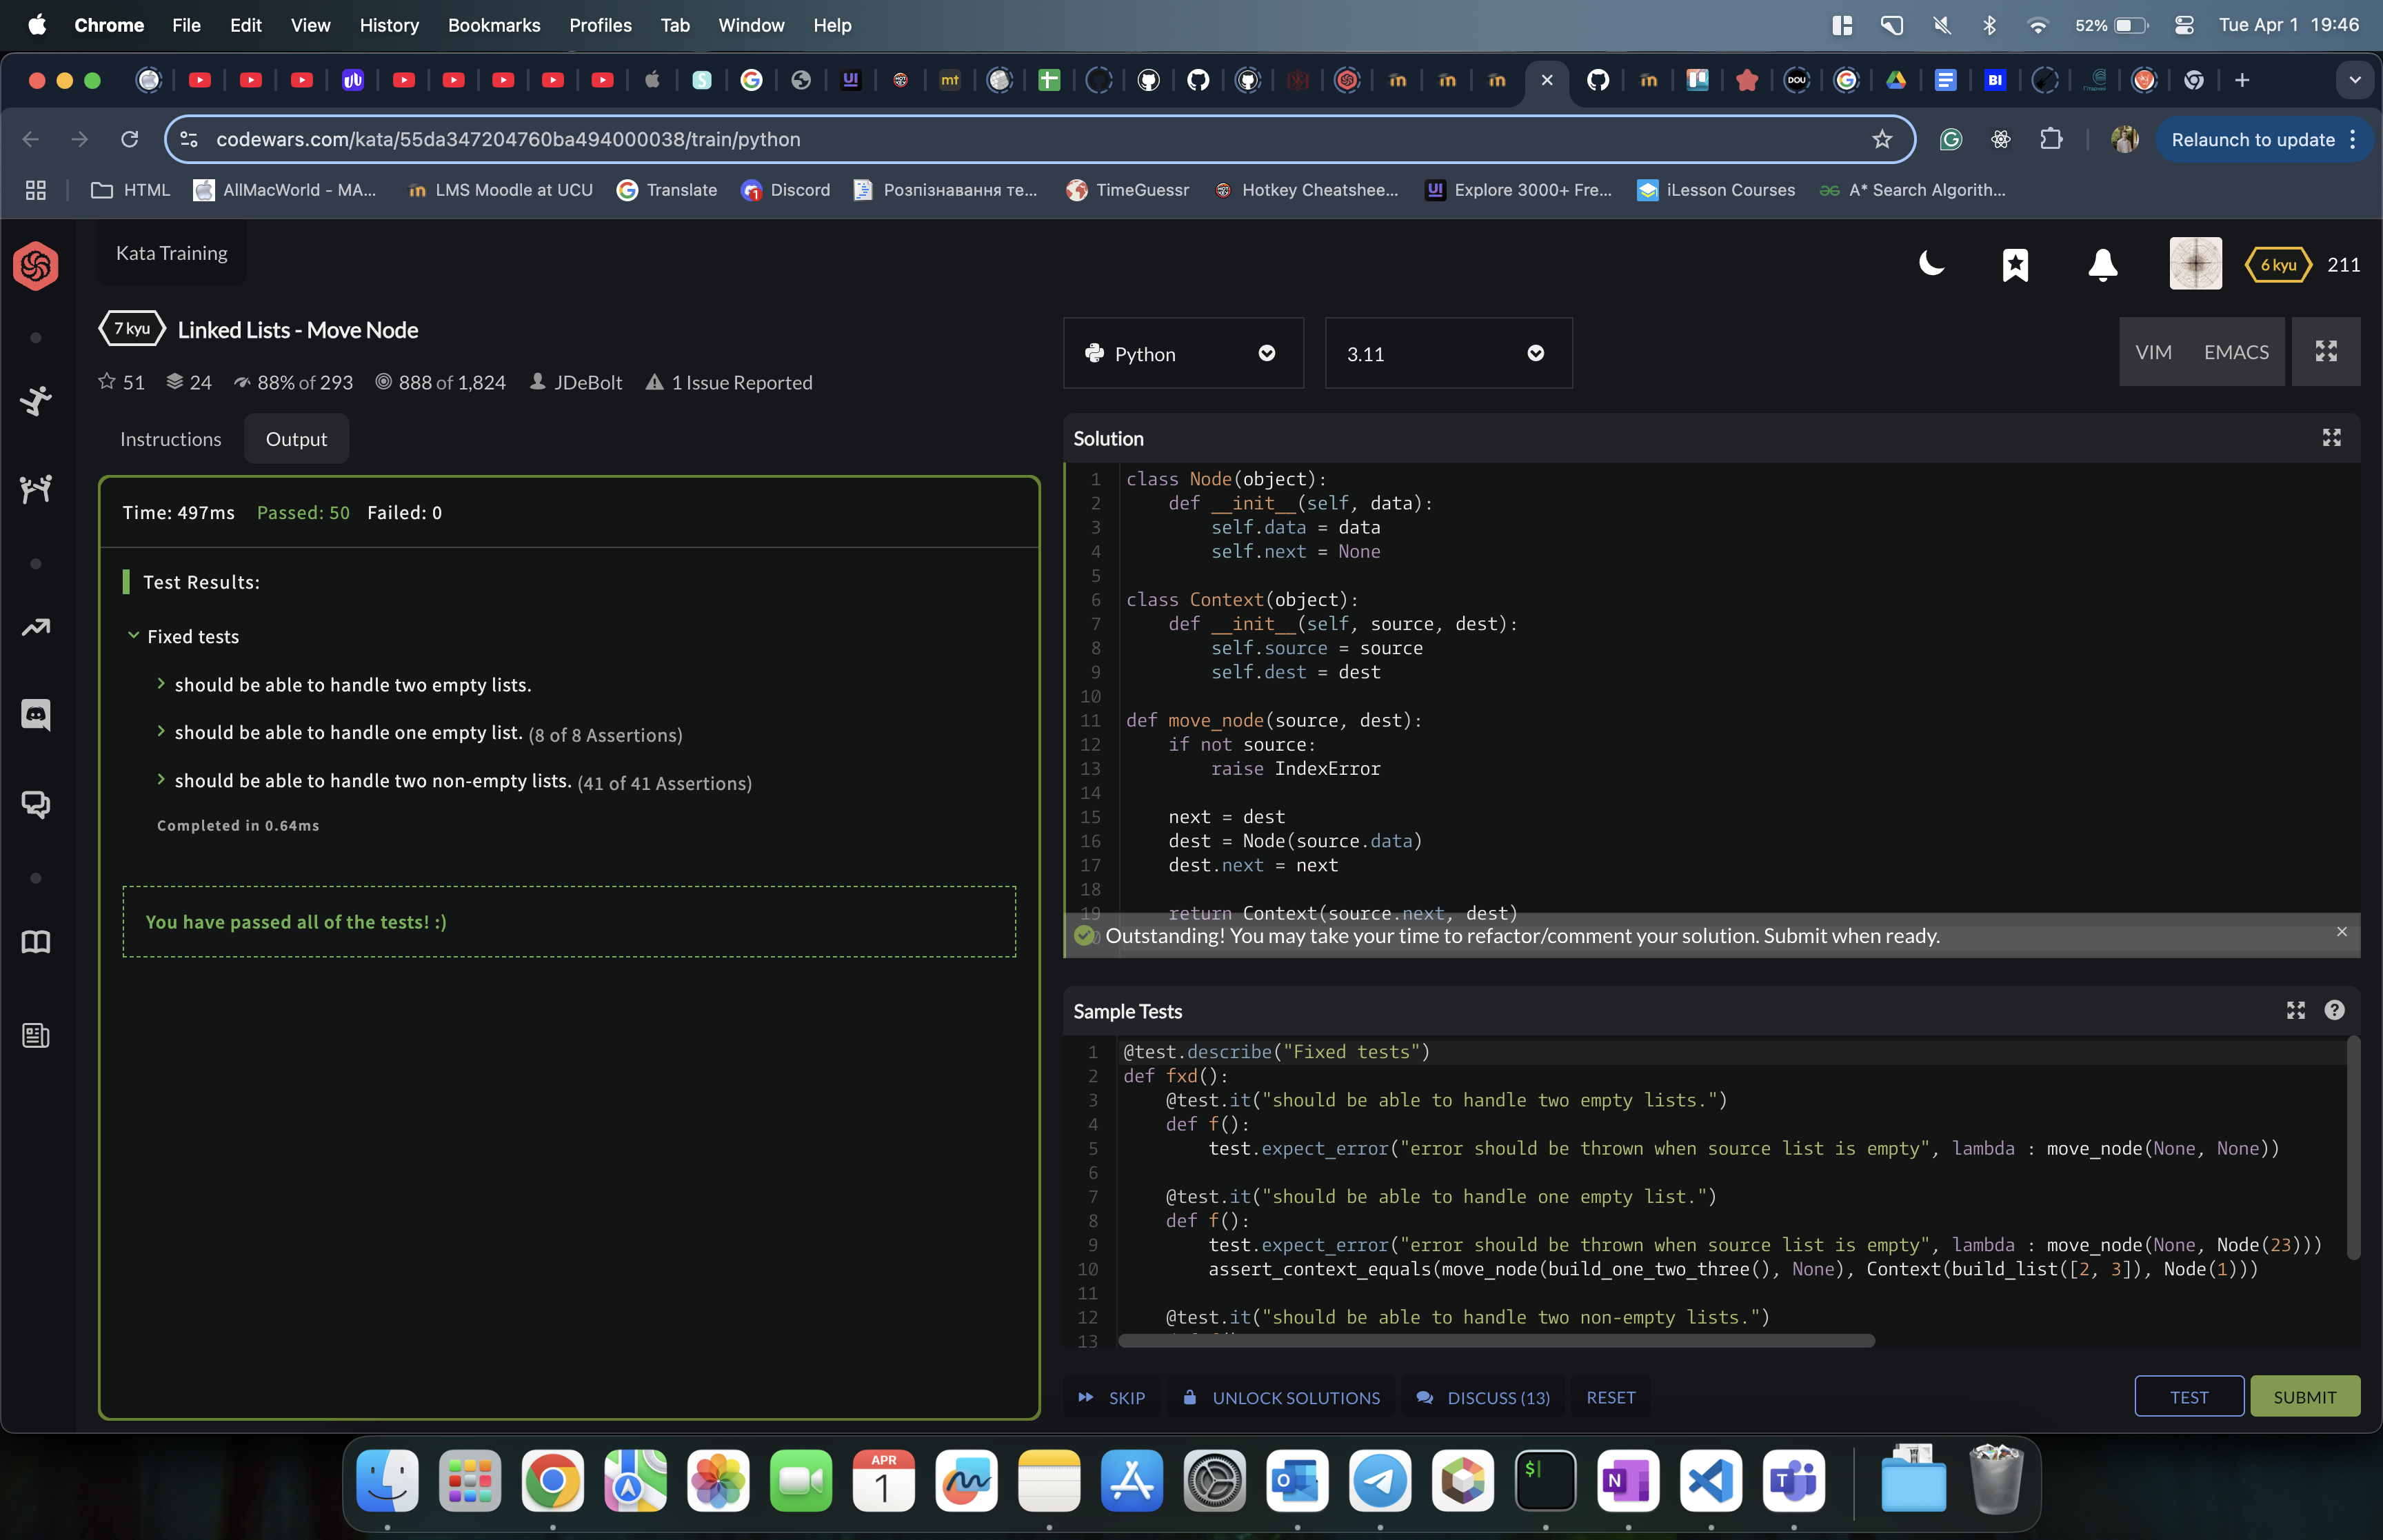 Chrome File Edit View History Bookmarks Profiles Tab Window Help 52% Tue Apr 1 19:46
codewars.com/kata/55da347204760ba494000038/train/python Relaunch to update
HTML AllMacWorld - MA... LMS Moodle at UCU Translate Discord Розпізнавання те... TimeGuessr Hotkey Cheatshee... Explore 3000+ Fre... iLesson Courses A* Search Algorith...
Kata Training
6 kyu 211
7 kyu Linked Lists - Move Node
51 24 88% of 293 888 of 1,824 JDeBolt 1 Issue Reported
Python 3.11 VIM EMACS
Instructions Output
Time: 497ms Passed: 50 Failed: 0
Test Results:
Fixed tests
should be able to handle two empty lists.
should be able to handle one empty list. (8 of 8 Assertions)
should be able to handle two non-empty lists. (41 of 41 Assertions)
Completed in 0.64ms
You have passed all of the tests! :)
Solution
1 class Node(object):
2 def __init__(self, data):
3 self.data = data
4 self.next = None
5
6 class Context(object):
7 def __init__(self, source, dest):
8 self.source = source
9 self.dest = dest
10
11 def move_node(source, dest):
12 if not source:
13 raise IndexError
14
15 next = dest
16 dest = Node(source.data)
17 dest.next = next
18
19 return Context(source.next, dest)
Outstanding! You may take your time to refactor/comment your solution. Submit when ready.
Sample Tests
1 @test.describe("Fixed tests")
2 def fxd():
3 @test.it("should be able to handle two empty lists.")
4 def f():
5 test.expect_error("error should be thrown when source list is empty", lambda : move_node(None, None))
6
7 @test.it("should be able to handle one empty list.")
8 def f():
9 test.expect_error("error should be thrown when source list is empty", lambda : move_node(None, Node(23)))
10 assert_context_equals(move_node(build_one_two_three(), None), Context(build_list([2, 3]), Node(1)))
11
12 @test.it("should be able to handle two non-empty lists.")
13
SKIP UNLOCK SOLUTIONS DISCUSS (13) RESET TEST SUBMIT
APR
1